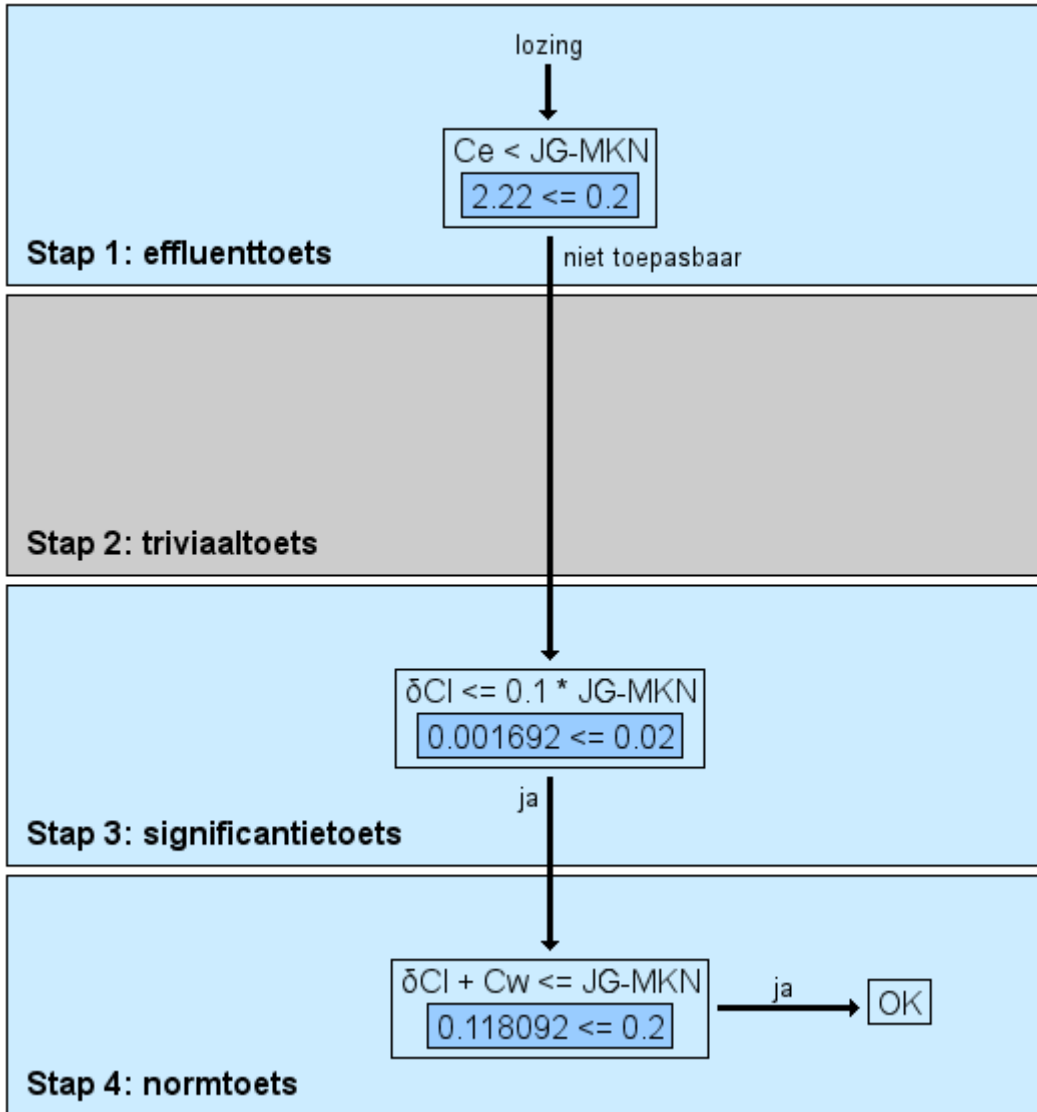 lozing
Ce < JG-MKN
2.22 <= 0.2
niet toepasbaar
Stap 1: effluenttoets
Stap 2: triviaaltoets
δCl <= 0.1 * JG-MKN
0.001692 <= 0.02
ja
Stap 3: significantietoets
δCl + Cw <= JG-MKN
0.118092 <= 0.2
ja
OK
Stap 4: normtoets